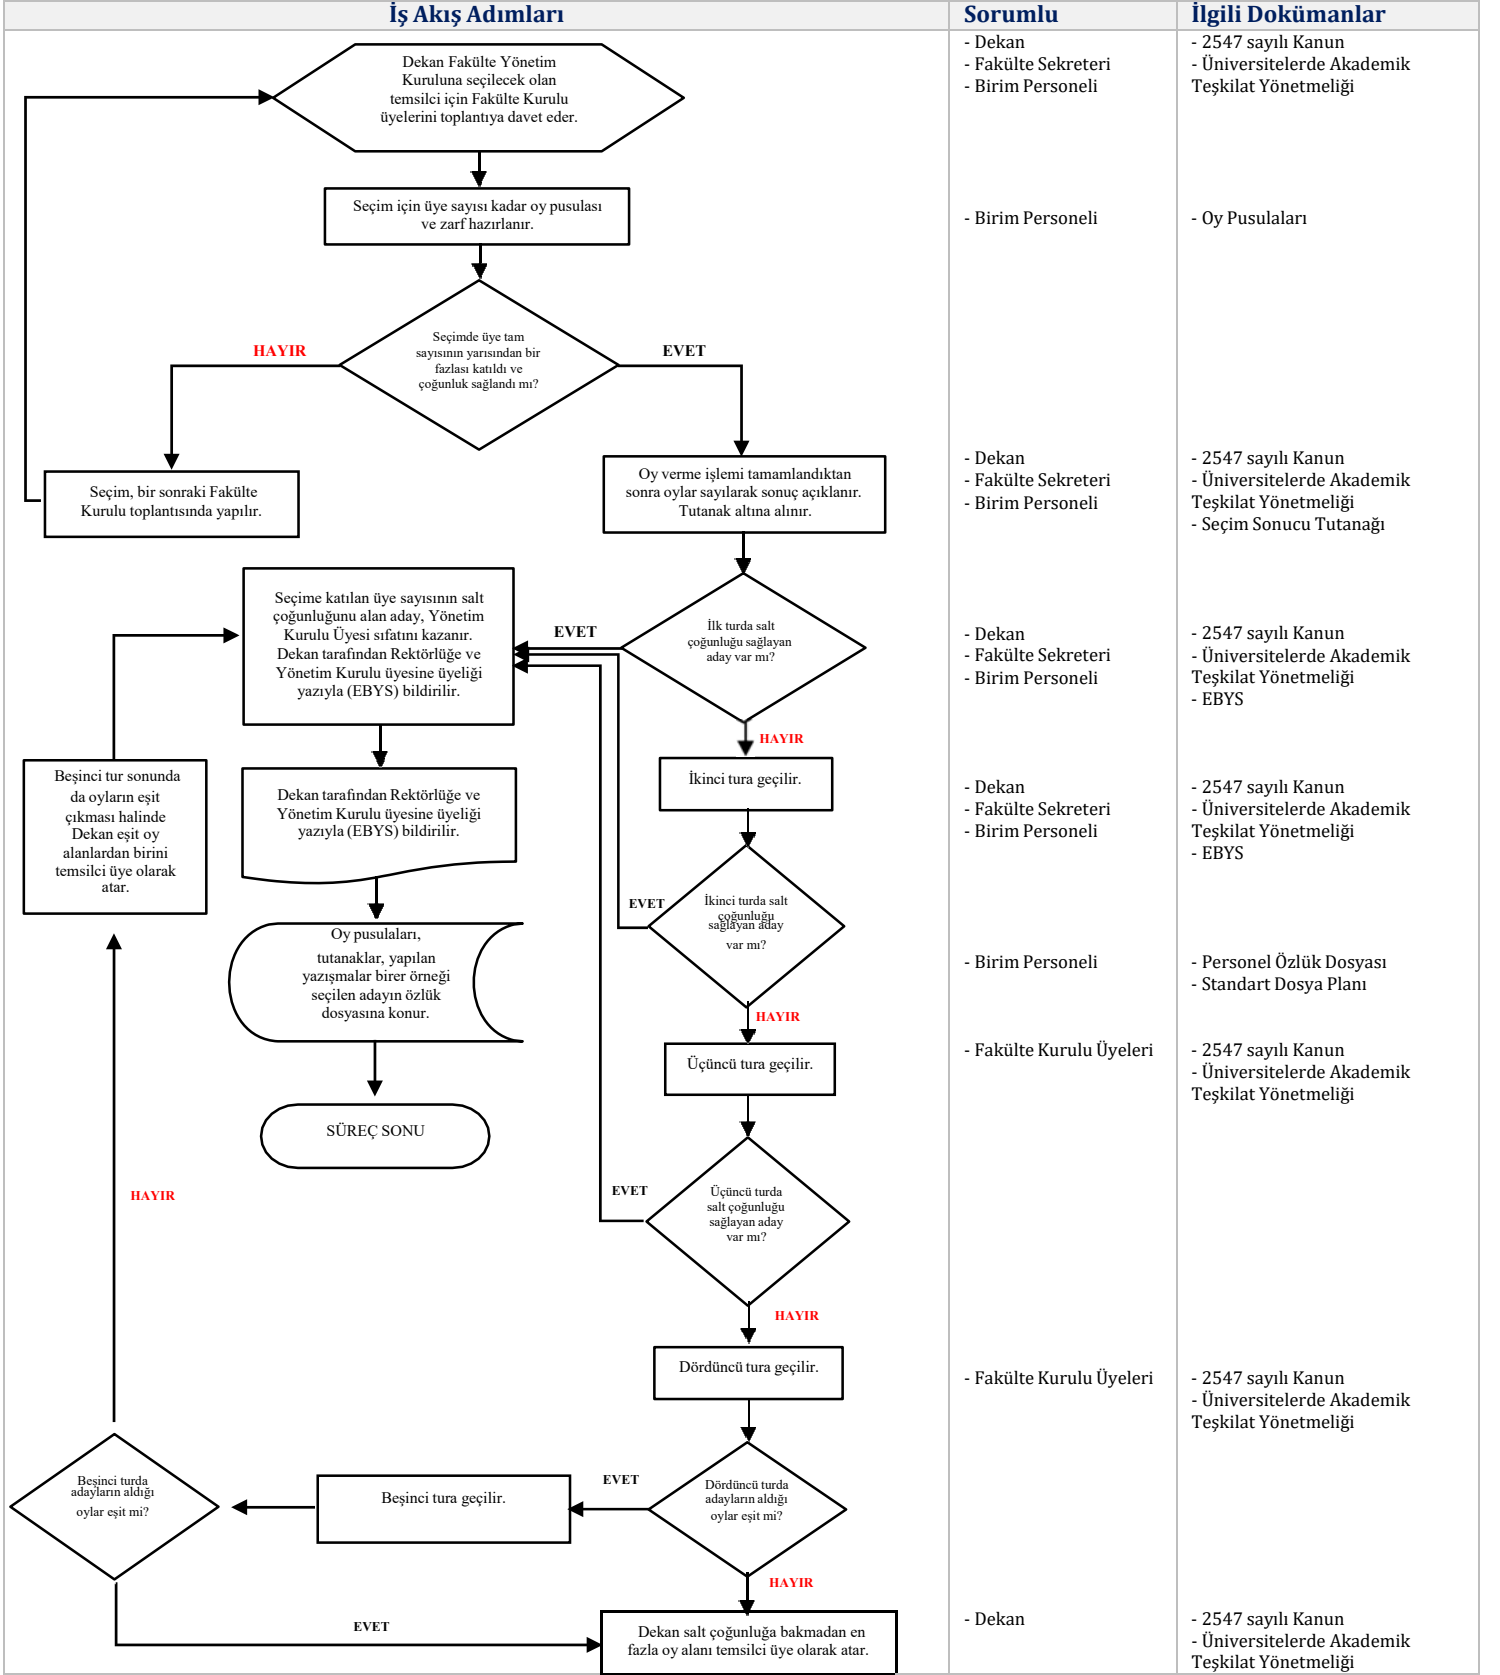 İş Akış Adımları
Sorumlu
İlgili Dokümanlar
Dekan Fakülte Yönetim
Kuruluna seçilecek olan
temsilci için Fakülte Kurulu
üyelerini toplantıya davet eder.
- Dekan
- Fakülte Sekreteri
- Birim Personeli
- 2547 sayılı Kanun
- Üniversitelerde Akademik
Teşkilat Yönetmeliği
Seçim için üye sayısı kadar oy pusulası
ve zarf hazırlanır.
- Birim Personeli
- Oy Pusulaları
Seçimde üye tam
sayısının yarısından bir
fazlası katıldı ve
çoğunluk sağlandı mı?
HAYIR
EVET
Seçim, bir sonraki Fakülte
Kurulu toplantısında yapılır.
Oy verme işlemi tamamlandıktan
sonra oylar sayılarak sonuç açıklanır.
Tutanak altına alınır.
- Dekan
- Fakülte Sekreteri
- Birim Personeli
- 2547 sayılı Kanun
- Üniversitelerde Akademik
Teşkilat Yönetmeliği
- Seçim Sonucu Tutanağı
Seçime katılan üye sayısının salt
çoğunluğunu alan aday, Yönetim
Kurulu Üyesi sıfatını kazanır.
Dekan tarafından Rektörlüğe ve
Yönetim Kurulu üyesine üyeliği
yazıyla (EBYS) bildirilir.
EVET
İlk turda salt
çoğunluğu sağlayan
aday var mı?
HAYIR
- Dekan
- Fakülte Sekreteri
- Birim Personeli
- 2547 sayılı Kanun
- Üniversitelerde Akademik
Teşkilat Yönetmeliği
- EBYS
Beşinci tur sonunda
da oyların eşit
çıkması halinde
Dekan eşit oy
alanlardan birini
temsilci üye olarak
atar.
Dekan tarafından Rektörlüğe ve
Yönetim Kurulu üyesine üyeliği
yazıyla (EBYS) bildirilir.
İkinci tura geçilir.
- Dekan
- Fakülte Sekreteri
- Birim Personeli
- 2547 sayılı Kanun
- Üniversitelerde Akademik
Teşkilat Yönetmeliği
- EBYS
EVET
İkinci turda salt
çoğunluğu
sağlayan aday
var mı?
HAYIR
Oy pusulaları,
tutanaklar, yapılan
yazışmalar birer örneği
seçilen adayın özlük
dosyasına konur.
- Birim Personeli
- Personel Özlük Dosyası
- Standart Dosya Planı
Üçüncü tura geçilir.
- Fakülte Kurulu Üyeleri
- 2547 sayılı Kanun
- Üniversitelerde Akademik
Teşkilat Yönetmeliği
SÜREÇ SONU
HAYIR
EVET
Üçüncü turda
salt çoğunluğu
sağlayan aday
var mı?
HAYIR
Dördüncü tura geçilir.
- Fakülte Kurulu Üyeleri
- 2547 sayılı Kanun
- Üniversitelerde Akademik
Teşkilat Yönetmeliği
Beşinci turda
adayların aldığı
oylar eşit mi?
Beşinci tura geçilir.
EVET
Dördüncü turda
adayların aldığı
oylar eşit mi?
HAYIR
EVET
Dekan salt çoğunluğa bakmadan en
fazla oy alanı temsilci üye olarak atar.
- Dekan
- 2547 sayılı Kanun
- Üniversitelerde Akademik
Teşkilat Yönetmeliği